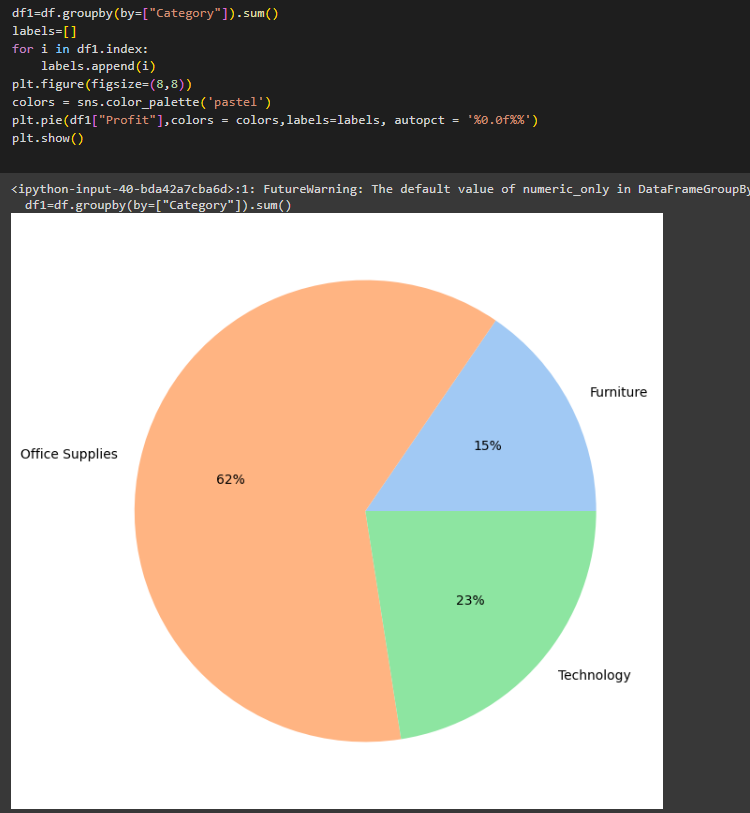 df1=df.groupby(by=["Category"]).sum()
labels=[]
for i in df1.index:
    labels.append(i)
plt.figure(figsize=(8,8))
colors = sns.color_palette('pastel')
plt.pie(df1["Profit"],colors = colors,labels=labels, autopct = '%0.0f%%')
plt.show()
<ipython-input-40-bda42a7cba6d>:1: FutureWarning: The default value of numeric_only in DataFrameGroupBy
  df1=df.groupby(by=["Category"]).sum()
Furniture
15%
Office Supplies
62%
23%
Technology